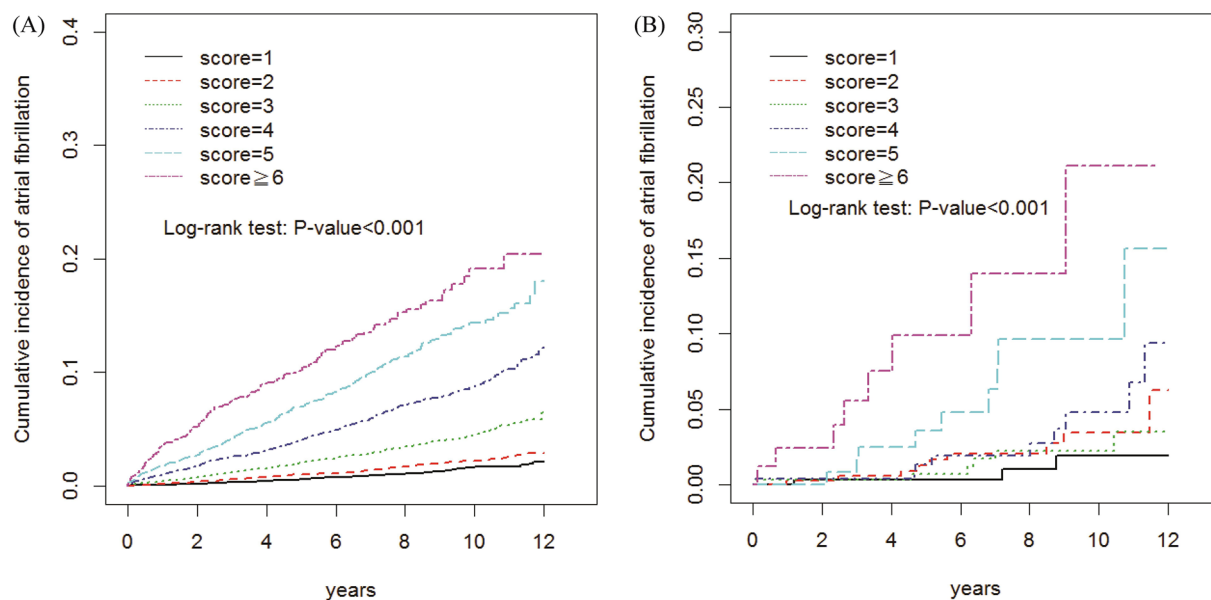 (A)
Cumulative incidence of atrial fibrillation
0.4
0.3
0.2
0.1
0.0
score=1
score=2
score=3
score=4
score=5
score≧6
Log-rank test: P-value<0.001
0 2 4 6 8 10 12
years
(B)
Cumulative incidence of atrial fibrillation
0.30
0.25
0.20
0.15
0.10
0.05
0.00
score=1
score=2
score=3
score=4
score=5
score≧6
Log-rank test: P-value<0.001
0 2 4 6 8 10 12
years